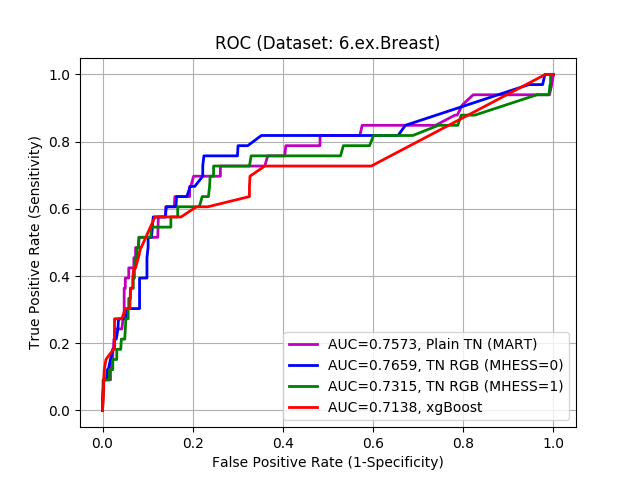 ROC (Dataset: 6.ex.Breast)
True Positive Rate (Sensitivity)
1.0
0.8
0.6
0.4
0.2
0.0
AUC=0.7573, Plain TN (MART)
AUC=0.7659, TN RGB (MHESS=0)
AUC=0.7315, TN RGB (MHESS=1)
AUC=0.7138, xgBoost
0.0 0.2 0.4 0.6 0.8 1.0
False Positive Rate (1-Specificity)